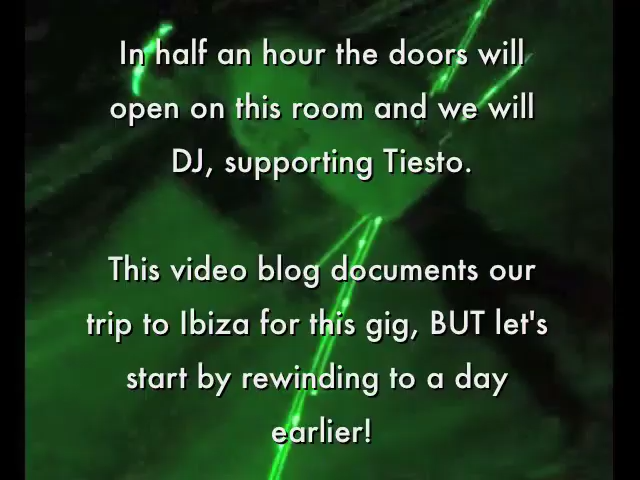 In half an hour the doors will
open on this room and we will
DJ, supporting Tiesto.
This video blog documents our
trip to Ibiza for this gig, BUT let's
start by rewinding to a day
earlier!